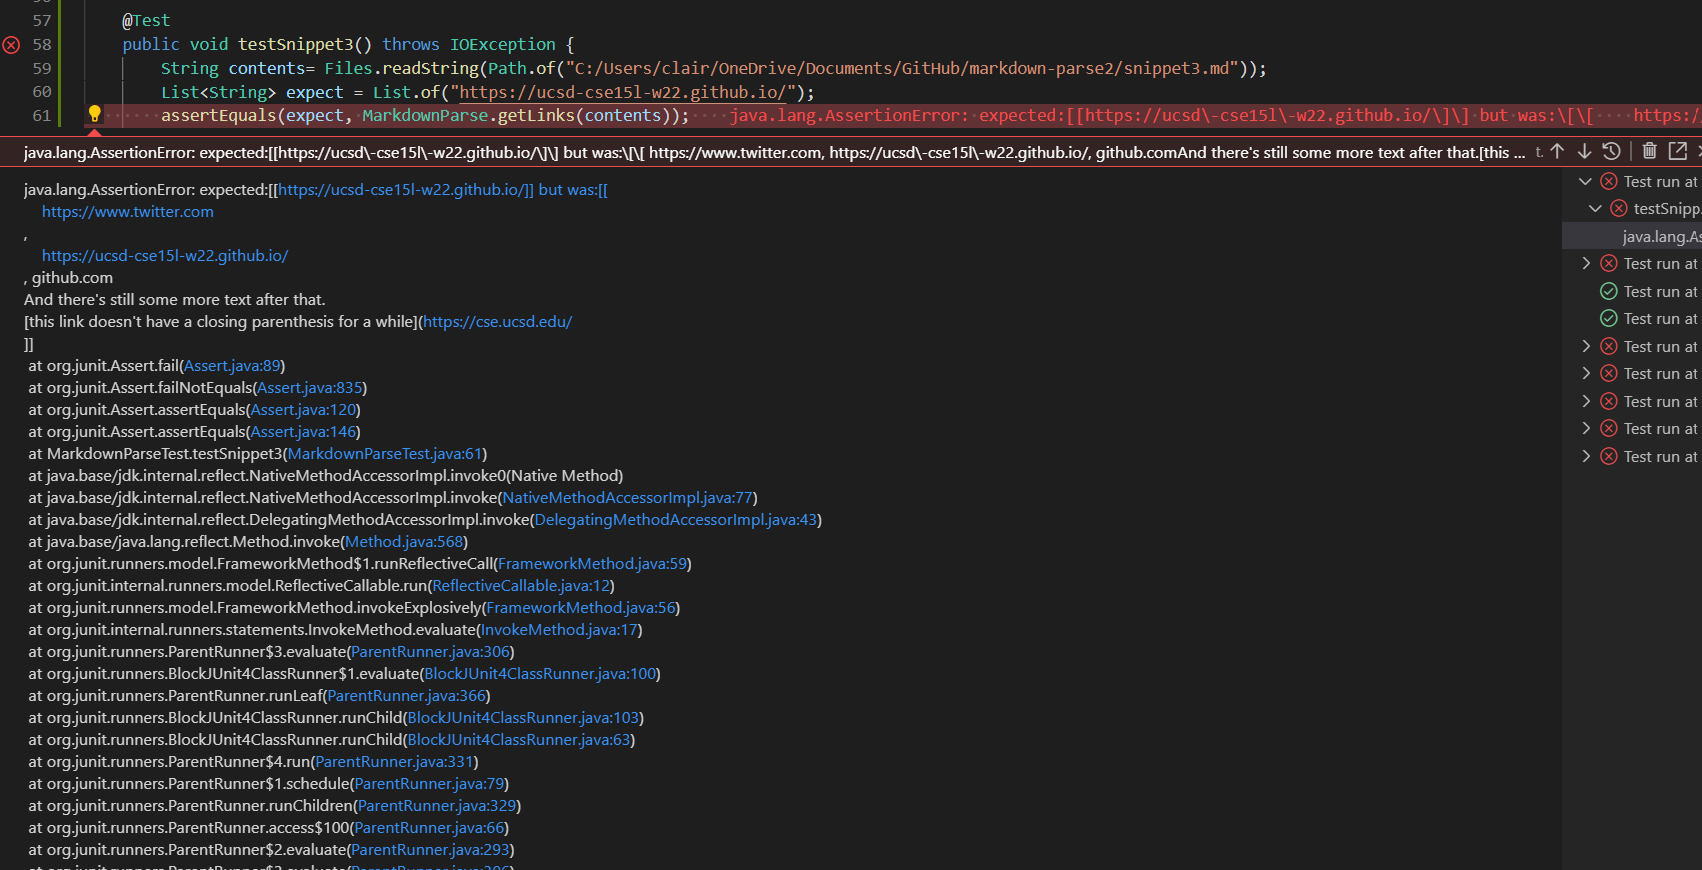 57 @Test
58 public void testSnippet3() throws IOException {
59 String contents= Files.readString(Path.of("C:/Users/clair/OneDrive/Documents/GitHub/markdown-parse2/snippet3.md"));
60 List<String> expect = List.of("https://ucsd-cse15l-w22.github.io/");
61 assertEquals(expect, MarkdownParse.getLinks(contents)); java.lang.AssertionError: expected:[[https://ucsd\-cse15l\-w22.github.io/\]\] but was:\[\[ https:/
java.lang.AssertionError: expected:[[https://ucsd\-cse15l\-w22.github.io/\]\] but was:\[\[ https://www.twitter.com, https://ucsd\-cse15l\-w22.github.io/, github.comAnd there's still some more text after that.[this ... t.
java.lang.AssertionError: expected:[[https://ucsd-cse15l-w22.github.io/]] but was:[[
https://www.twitter.com
,
https://ucsd-cse15l-w22.github.io/
, github.com
And there's still some more text after that.
[this link doesn't have a closing parenthesis for a while](https://cse.ucsd.edu/
]]
at org.junit.Assert.fail(Assert.java:89)
at org.junit.Assert.failNotEquals(Assert.java:835)
at org.junit.Assert.assertEquals(Assert.java:120)
at org.junit.Assert.assertEquals(Assert.java:146)
at MarkdownParseTest.testSnippet3(MarkdownParseTest.java:61)
at java.base/jdk.internal.reflect.NativeMethodAccessorImpl.invoke0(Native Method)
at java.base/jdk.internal.reflect.NativeMethodAccessorImpl.invoke(NativeMethodAccessorImpl.java:77)
at java.base/jdk.internal.reflect.DelegatingMethodAccessorImpl.invoke(DelegatingMethodAccessorImpl.java:43)
at java.base/java.lang.reflect.Method.invoke(Method.java:568)
at org.junit.runners.model.FrameworkMethod$1.runReflectiveCall(FrameworkMethod.java:59)
at org.junit.internal.runners.model.ReflectiveCallable.run(ReflectiveCallable.java:12)
at org.junit.runners.model.FrameworkMethod.invokeExplosively(FrameworkMethod.java:56)
at org.junit.internal.runners.statements.InvokeMethod.evaluate(InvokeMethod.java:17)
at org.junit.runners.ParentRunner$3.evaluate(ParentRunner.java:306)
at org.junit.runners.BlockJUnit4ClassRunner$1.evaluate(BlockJUnit4ClassRunner.java:100)
at org.junit.runners.ParentRunner.runLeaf(ParentRunner.java:366)
at org.junit.runners.BlockJUnit4ClassRunner.runChild(BlockJUnit4ClassRunner.java:103)
at org.junit.runners.BlockJUnit4ClassRunner.runChild(BlockJUnit4ClassRunner.java:63)
at org.junit.runners.ParentRunner$4.run(ParentRunner.java:331)
at org.junit.runners.ParentRunner$1.schedule(ParentRunner.java:79)
at org.junit.runners.ParentRunner.runChildren(ParentRunner.java:329)
at org.junit.runners.ParentRunner.access$100(ParentRunner.java:66)
at org.junit.runners.ParentRunner$2.evaluate(ParentRunner.java:293)
Test run at
testSnipp
java.lang.As
Test run at
Test run at
Test run at
Test run at
Test run at
Test run at
Test run at
Test run at